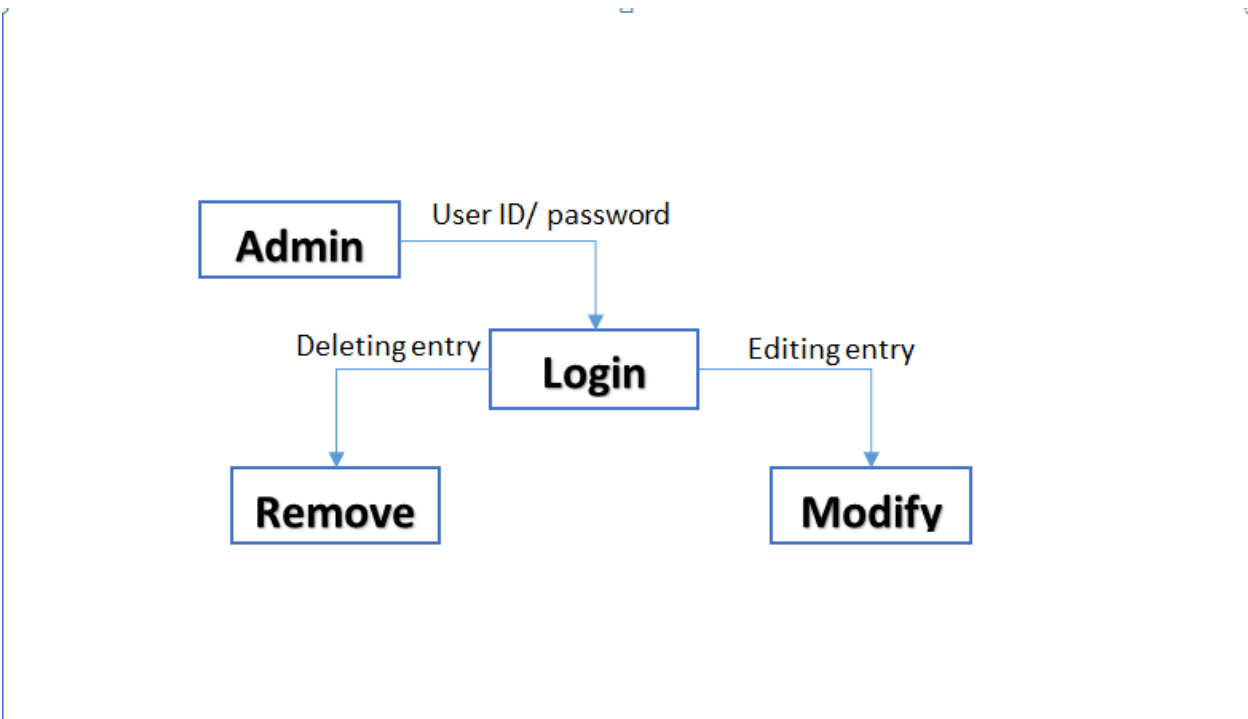 User ID/ password
Admin
Deleting entry
Editing entry
Login
Remove
Modify